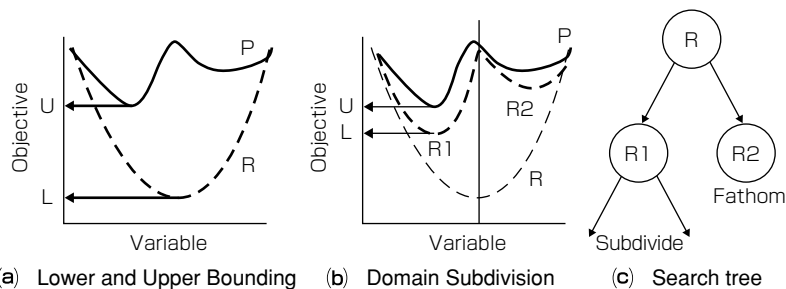 P
U
R
L
Objective
Variable
(a) Lower and Upper Bounding
P
U
R2
L
R1
R
Objective
Variable
(b) Domain Subdivision
R
R1
R2
Fathom
Subdivide
(c) Search tree